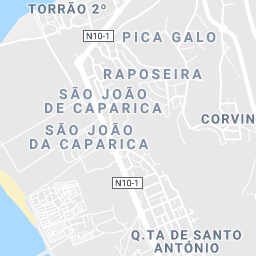 TORRÃO 2º
N10-1
PICA GALO
RAPOSEIRA
SÃO JOÃO
DE CAPARICA
CORVIN
SÃO JOÃO
DA CAPARICA
N10-1
Q.TA DE SANTO
ANTÓNIO